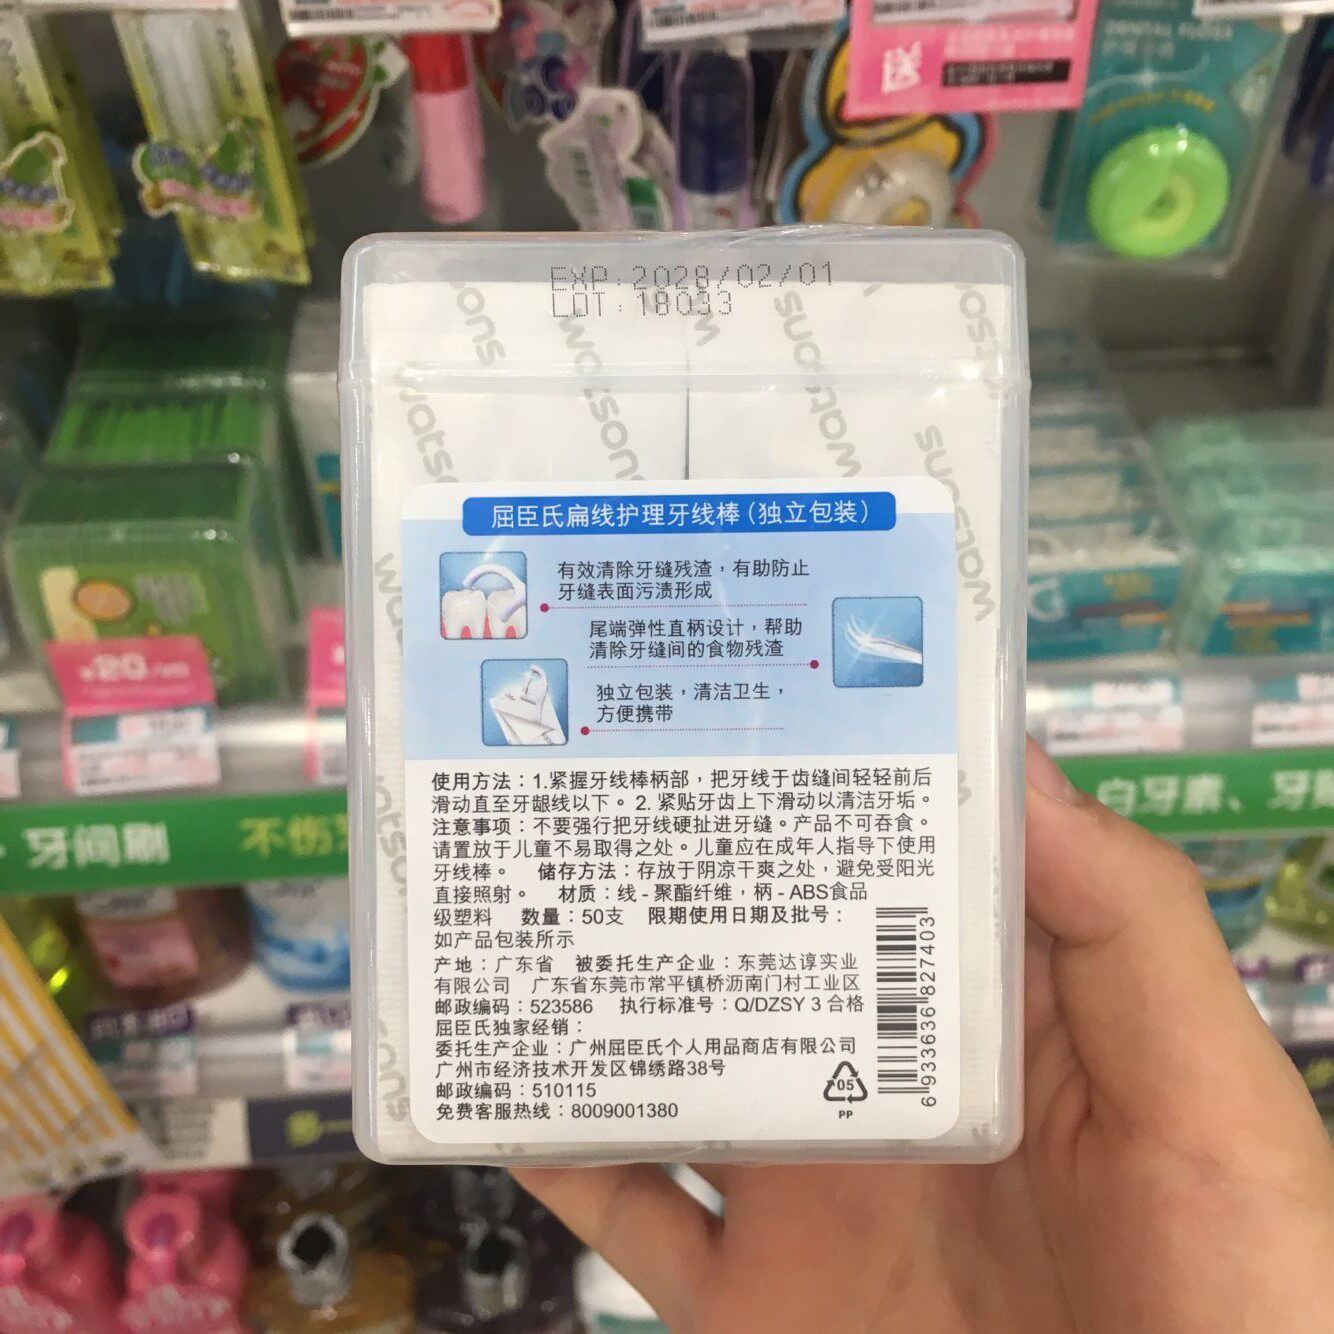 EXP:2028/02/01
LOT:18033
watsons
屈臣氏扁线护理牙线棒(独立包装)
有效清除牙缝残渣，有助防止
牙缝表面污渍形成
尾端弹性直柄设计，帮助
清除牙缝间的食物残渣
独立包装，清洁卫生，
方便携带
使用方法：1.紧握牙线棒柄部，把牙线于齿缝间轻轻前后
滑动直至牙龈线以下。2. 紧贴牙齿上下滑动以清洁牙垢。
注意事项：不要强行把牙线硬扯进牙缝。产品不可吞食。
请置放于儿童不易取得之处。儿童应在成年人指导下使用
牙线棒。 储存方法：存放于阴凉干爽之处，避免受阳光
直接照射。 材质：线 - 聚酯纤维，柄 - ABS食品
级塑料 数量：50支 限期使用日期及批号：
如产品包装所示
产地：广东省 被委托生产企业：东莞达谆实业
有限公司 广东省东莞市常平镇桥沥南门村工业区
邮政编码：523586 执行标准号：Q/DZSY 3 合格
屈臣氏独家经销：
委托生产企业：广州屈臣氏个人用品商店有限公司
广州市经济技术开发区锦绣路38号
邮政编码：510115
免费客服热线：8009001380
05
PP
6 933636 827403
DENTAL FLOSS
送
¥20
牙间刷
不伤
白牙素、牙